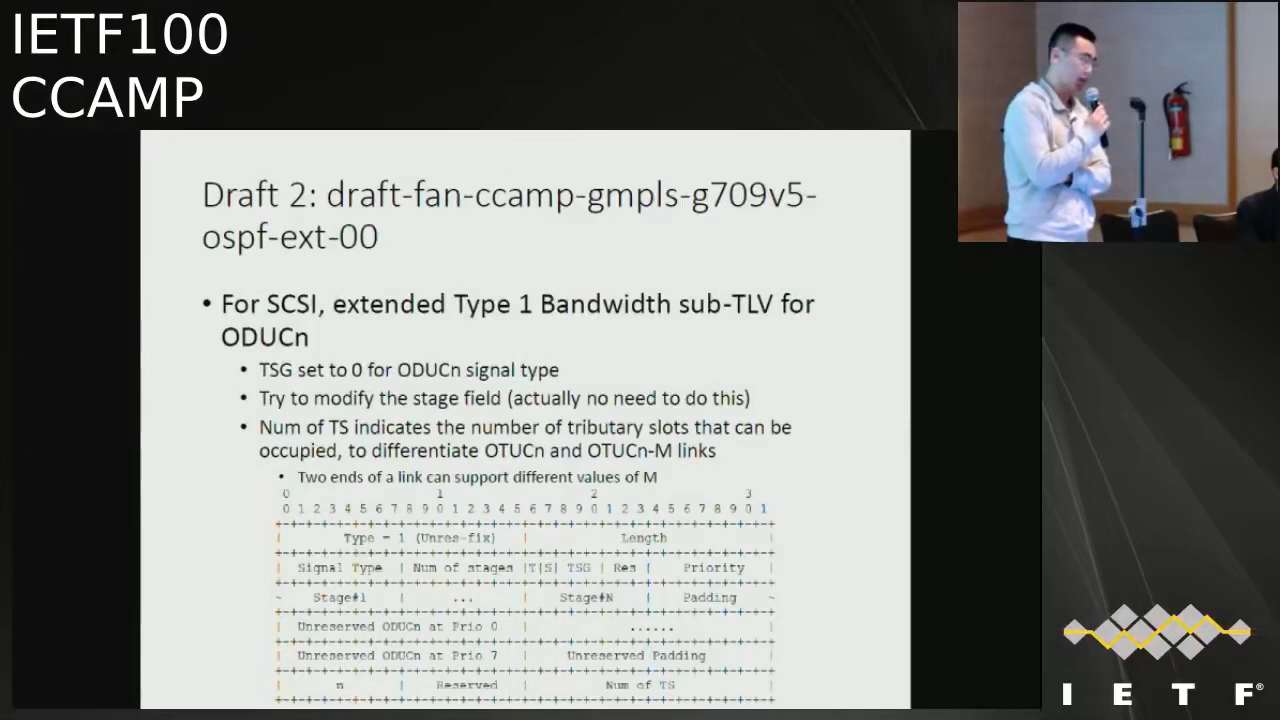 IETF100
CCAMP
Draft 2: draft-fan-ccamp-gmpls-g709v5-
ospf-ext-00
• For SCSI, extended Type 1 Bandwidth sub-TLV for
ODUCn
• TSG set to 0 for ODUCn signal type
• Try to modify the stage field (actually no need to do this)
• Num of TS indicates the number of tributary slots that can be
occupied, to differentiate OTUCn and OTUCn-M links
• Two ends of a link can support different values of M
0 1 2 3
0 1 2 3 4 5 6 7 8 9 0 1 2 3 4 5 6 7 8 9 0 1 2 3 4 5 6 7 8 9 0 1
+-+-+-+-+-+-+-+-+-+-+-+-+-+-+-+-+-+-+-+-+-+-+-+-+-+-+-+-+-+-+-+-+
| Type = 1 (Unres-fix) | Length |
+-+-+-+-+-+-+-+-+-+-+-+-+-+-+-+-+-+-+-+-+-+-+-+-+-+-+-+-+-+-+-+-+
| Signal Type | Num of stages |T|S| TSG | Res | Priority |
+-+-+-+-+-+-+-+-+-+-+-+-+-+-+-+-+-+-+-+-+-+-+-+-+-+-+-+-+-+-+-+-+
~ Stage#1 | ... | Stage#N | Padding ~
+-+-+-+-+-+-+-+-+-+-+-+-+-+-+-+-+-+-+-+-+-+-+-+-+-+-+-+-+-+-+-+-+
| Unreserved ODUCn at Prio 0 | ...... |
+-+-+-+-+-+-+-+-+-+-+-+-+-+-+-+-+-+-+-+-+-+-+-+-+-+-+-+-+-+-+-+-+
| Unreserved ODUCn at Prio 7 | Unreserved Padding |
+-+-+-+-+-+-+-+-+-+-+-+-+-+-+-+-+-+-+-+-+-+-+-+-+-+-+-+-+-+-+-+-+
| n | Reserved | Num of TS |
+-+-+-+-+-+-+-+-+-+-+-+-+-+-+-+-+-+-+-+-+-+-+-+-+-+-+-+-+-+-+-+-+
I E T F®